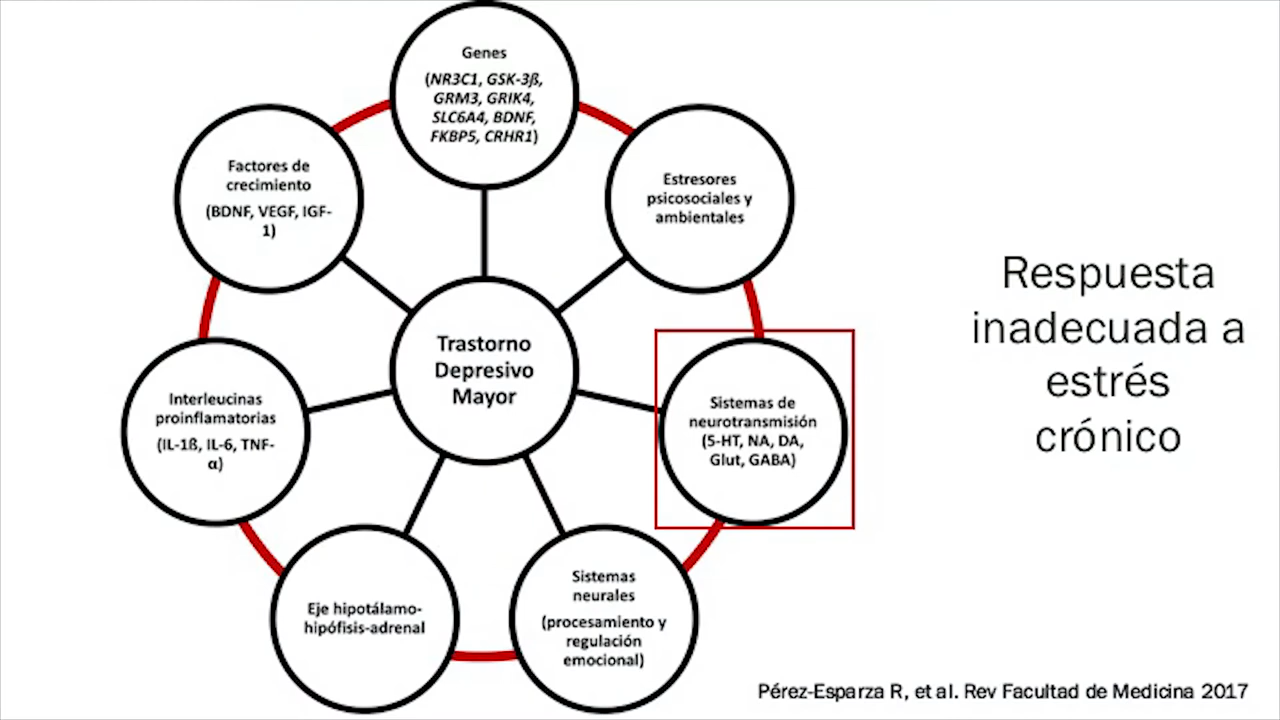 Genes
(NR3C1, GSK-3ß,
GRM3, GRIK4,
SLC6A4, BDNF,
FKBP5, CRHR1)
Factores de
crecimiento
(BDNF, VEGF, IGF-
1)
Estresores
psicosociales y
ambientales
Trastorno
Depresivo
Mayor
Interleucinas
proinflamatorias
(IL-1ß, IL-6, TNF-
α)
Sistemas de
neurotransmisión
(5-HT, NA, DA,
Glut, GABA)
Eje hipotálamo-
hipófisis-adrenal
Sistemas
neurales
(procesamiento y
regulación
emocional)
Respuesta
inadecuada a
estrés
crónico
Pérez-Esparza R, et al. Rev Facultad de Medicina 2017